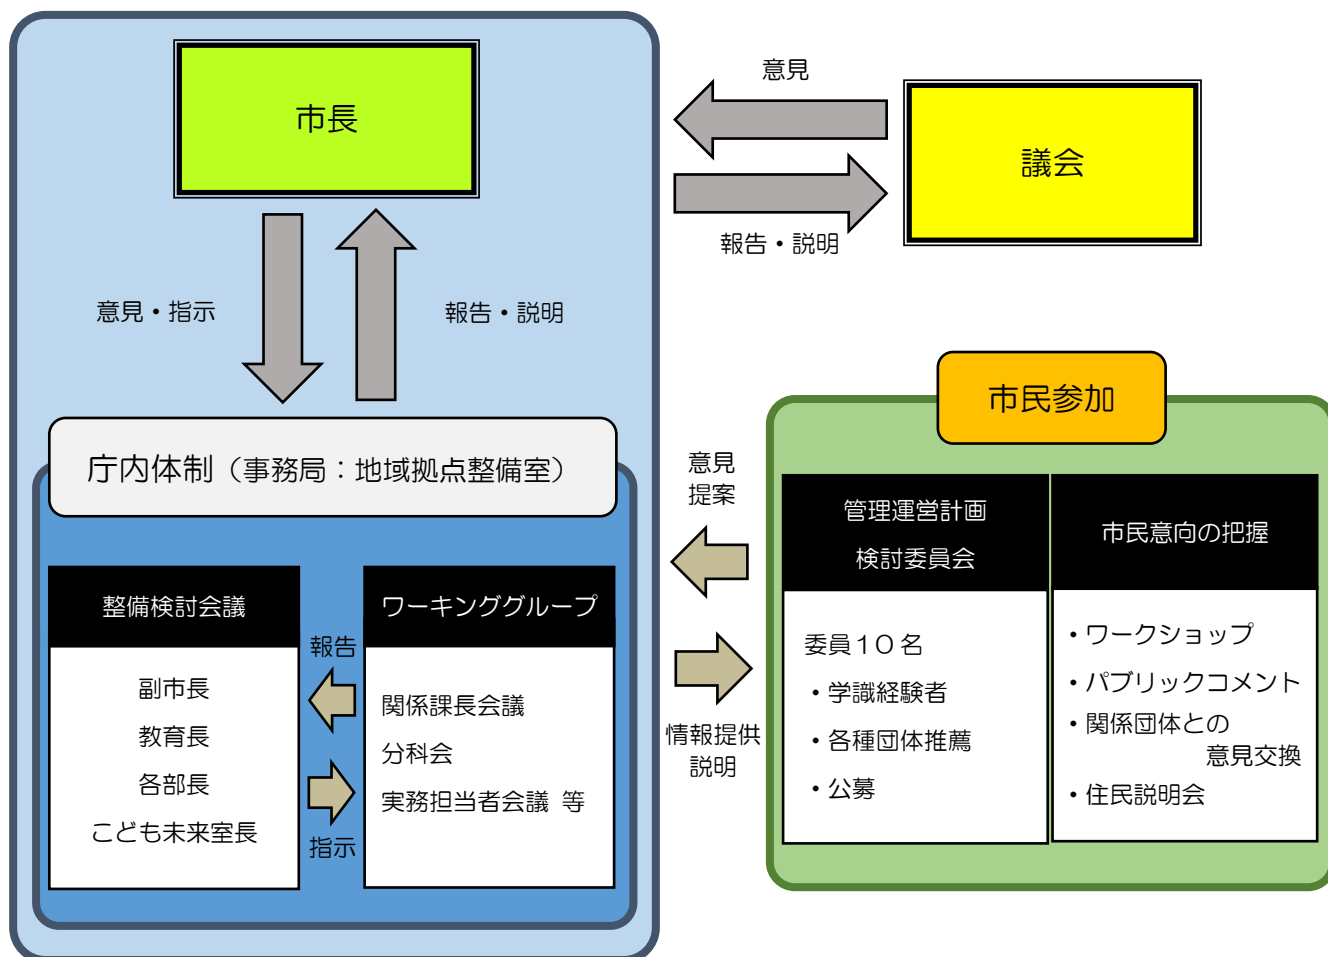 市長
意見
議会
報告・説明
意見・指示
報告・説明
庁内体制（事務局：地域拠点整備室）
整備検討会議
副市長
教育長
各部長
こども未来室長
報告
指示
ワーキンググループ
関係課長会議
分科会
実務担当者会議 等
意見
提案
情報提供
説明
市民参加
管理運営計画
検討委員会
委員１０名
・学識経験者
・各種団体推薦
・公募
市民意向の把握
・ワークショップ
・パブリックコメント
・関係団体との
意見交換
・住民説明会